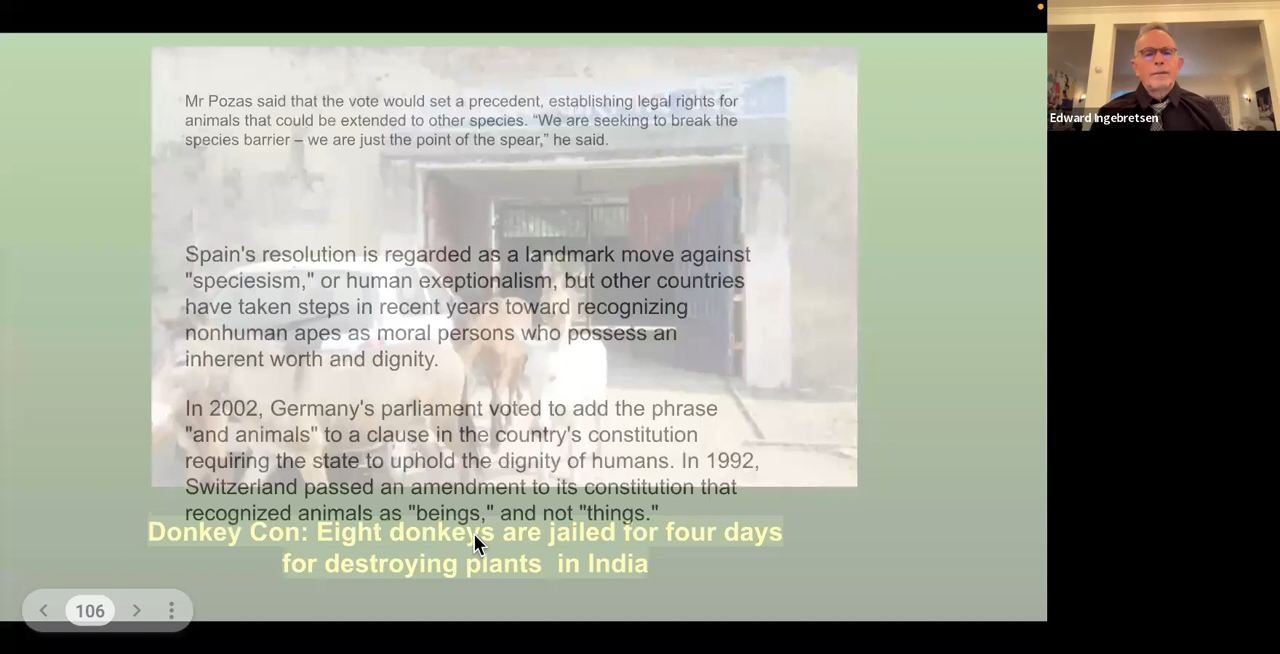 Mr Pozas said that the vote would set a precedent, establishing legal rights for
animals that could be extended to other species. “We are seeking to break the
species barrier – we are just the point of the spear,” he said.
Spain's resolution is regarded as a landmark move against
"speciesism," or human exeptionalism, but other countries
have taken steps in recent years toward recognizing
nonhuman apes as moral persons who possess an
inherent worth and dignity.
In 2002, Germany's parliament voted to add the phrase
"and animals" to a clause in the country's constitution
requiring the state to uphold the dignity of humans. In 1992,
Switzerland passed an amendment to its constitution that
recognized animals as "beings," and not "things."
Donkey Con: Eight donkeys are jailed for four days
for destroying plants  in India
106
Edward Ingebretsen